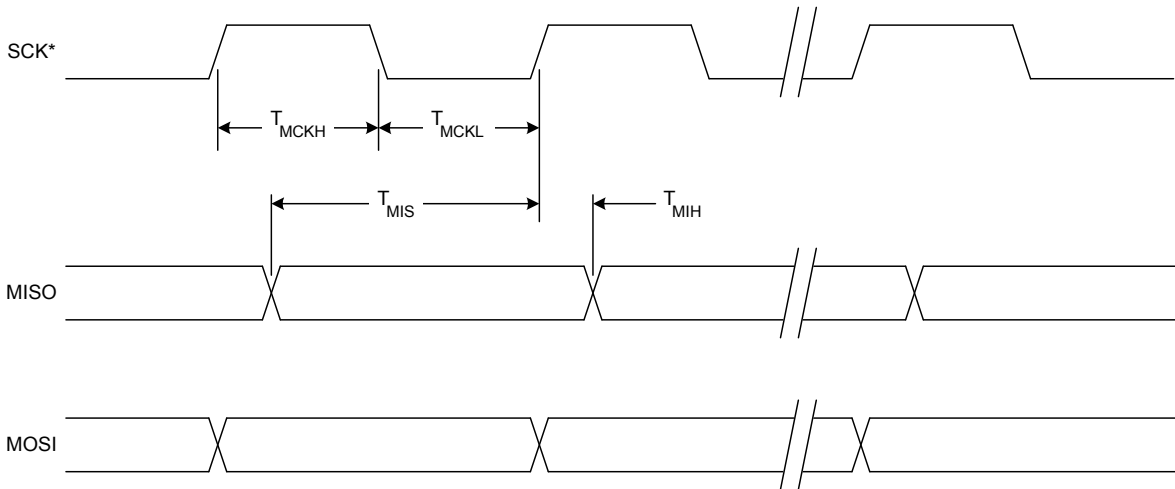 SCK*
T_MCKH
T_MCKL
T_MIS
T_MIH
MISO
MOSI